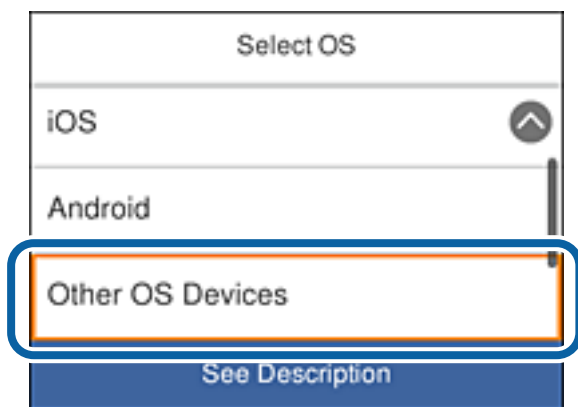 Select OS
iOS
Android
Other OS Devices
See Description